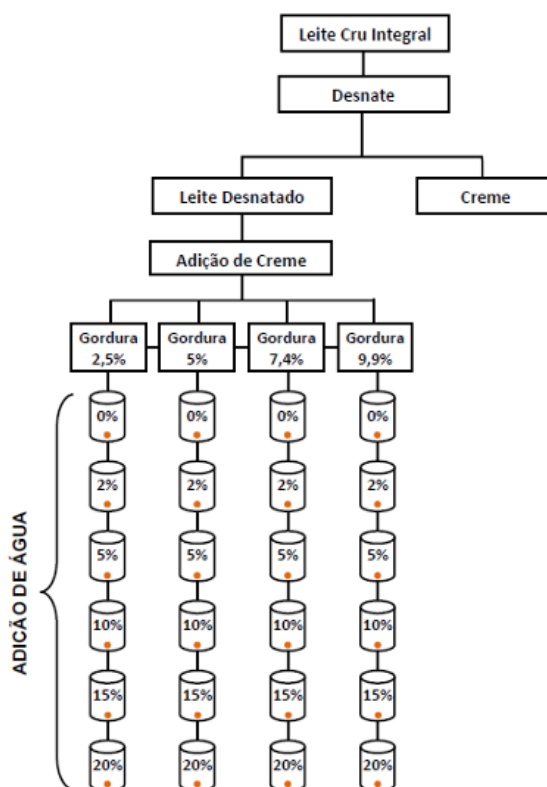 Leite Cru Integral
Desnate
Leite Desnatado
Creme
Adição de Creme
Gordura 2,5%
Gordura 5%
Gordura 7,4%
Gordura 9,9%
ADIÇÃO DE ÁGUA
0% 0% 0% 0%
2% 2% 2% 2%
5% 5% 5% 5%
10% 10% 10% 10%
15% 15% 15% 15%
20% 20% 20% 20%